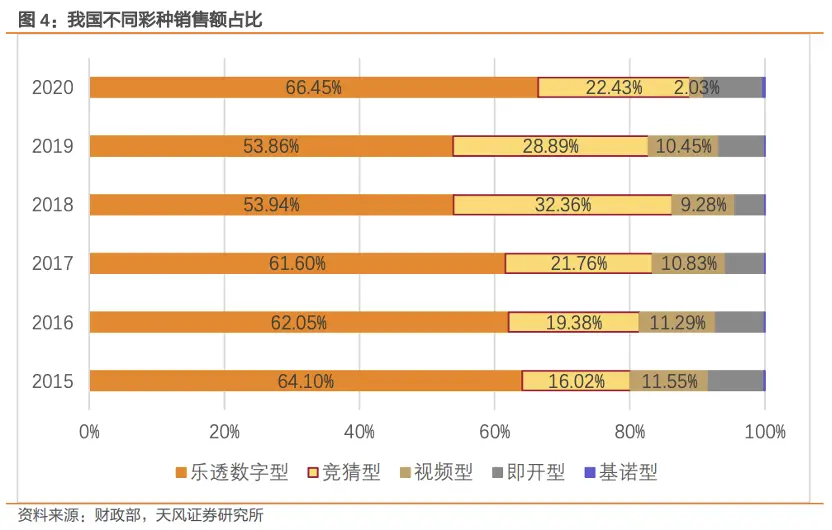 图 4：我国不同彩种销售额占比
2020 66.45% 22.43% 2.03%
2019 53.86% 28.89% 10.45%
2018 53.94% 32.36% 9.28%
2017 61.60% 21.76% 10.83%
2016 62.05% 19.38% 11.29%
2015 64.10% 16.02% 11.55%
0% 20% 40% 60% 80% 100%
乐透数字型 竞猜型 视频型 即开型 基诺型
资料来源：财政部，天风证券研究所